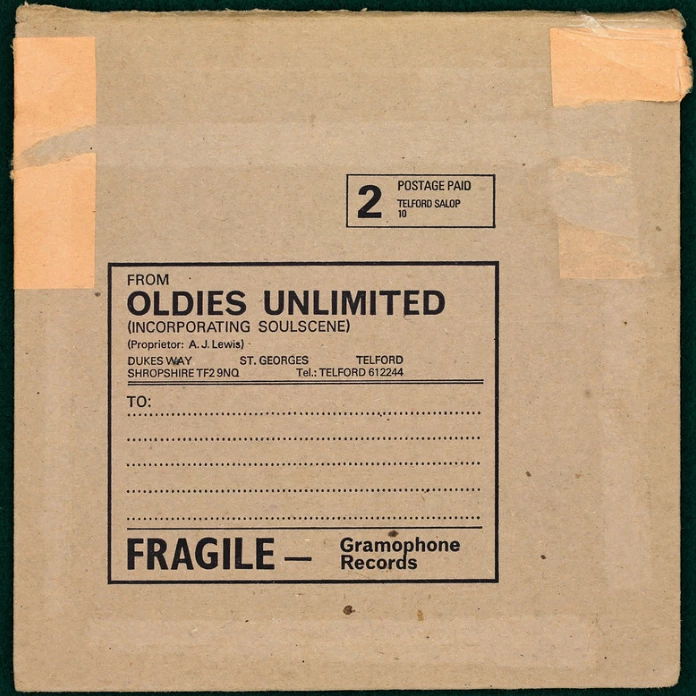 2 POSTAGE PAID
TELFORD SALOP
10
FROM
OLDIES UNLIMITED
(INCORPORATING SOULSCENE)
(Proprietor: A. J. Lewis)
DUKES WAY ST. GEORGES TELFORD
SHROPSHIRE TF2 9NQ Tel.: TELFORD 612244
TO:
FRAGILE — Gramophone
Records